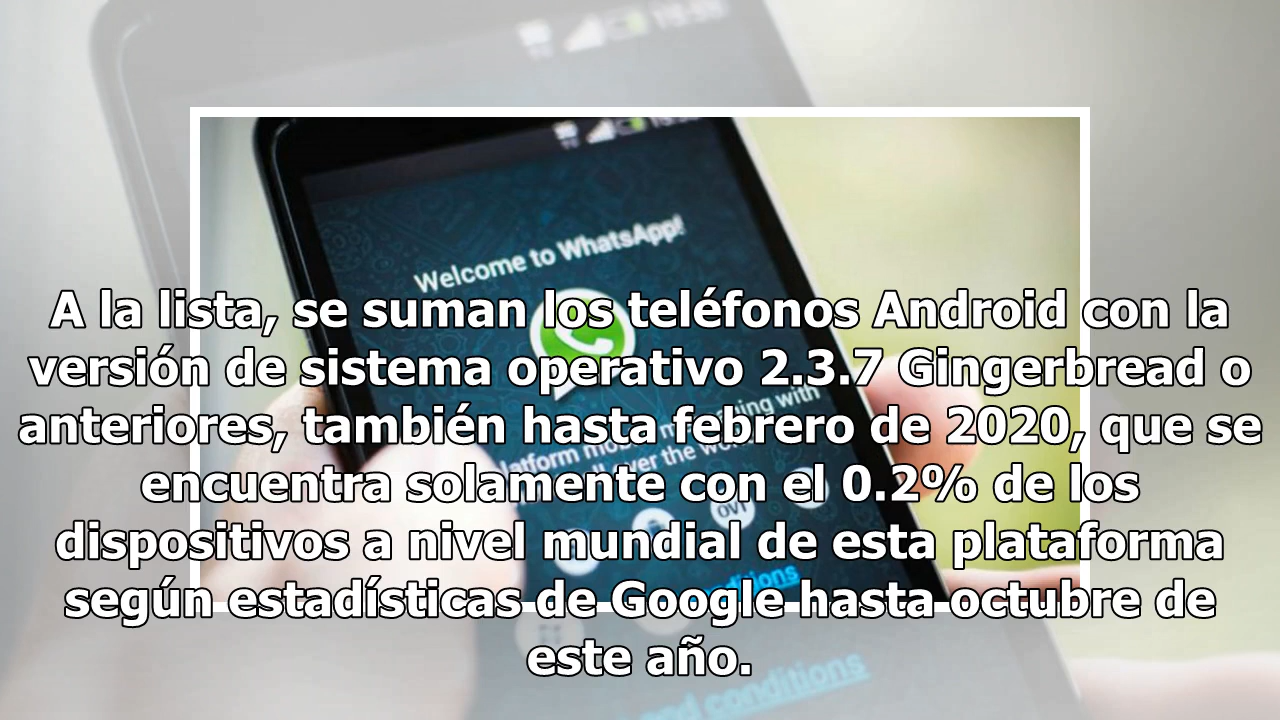 Welcome to WhatsApp!
A la lista, se suman los teléfonos Android con la
versión de sistema operativo 2.3.7 Gingerbread o
anteriores, también hasta febrero de 2020, que se
encuentra solamente con el 0.2% de los
dispositivos a nivel mundial de esta plataforma
según estadísticas de Google hasta octubre de
este año.
and conditions